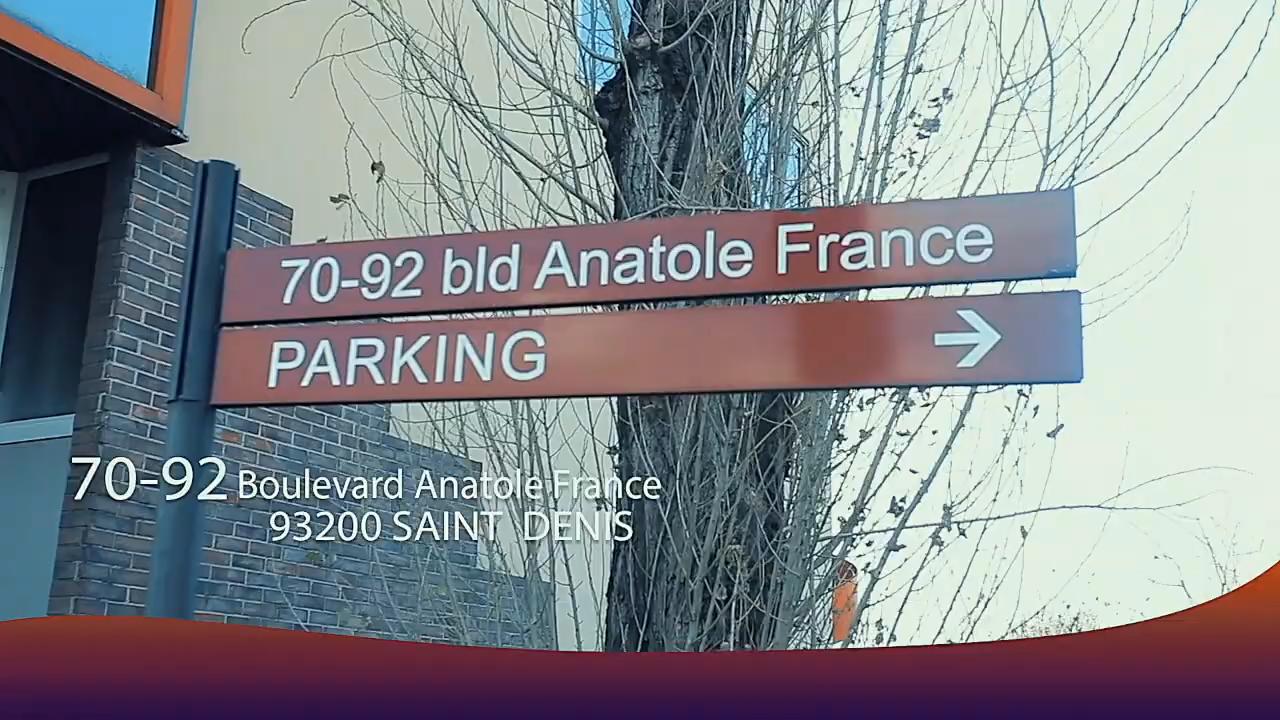 70-92 bld Anatole France
PARKING →
70-92 Boulevard Anatole France
93200 SAINT DENIS